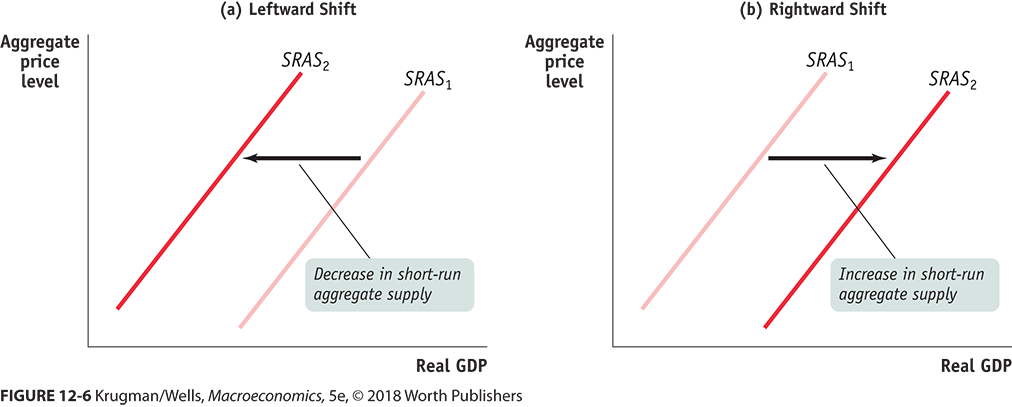 (a) Leftward Shift
Aggregate
price
level
SRAS₂
SRAS₁
Decrease in short-run
aggregate supply
Real GDP
(b) Rightward Shift
Aggregate
price
level
SRAS₁
SRAS₂
Increase in short-run
aggregate supply
Real GDP
FIGURE 12-6 Krugman/Wells, Macroeconomics, 5e, © 2018 Worth Publishers